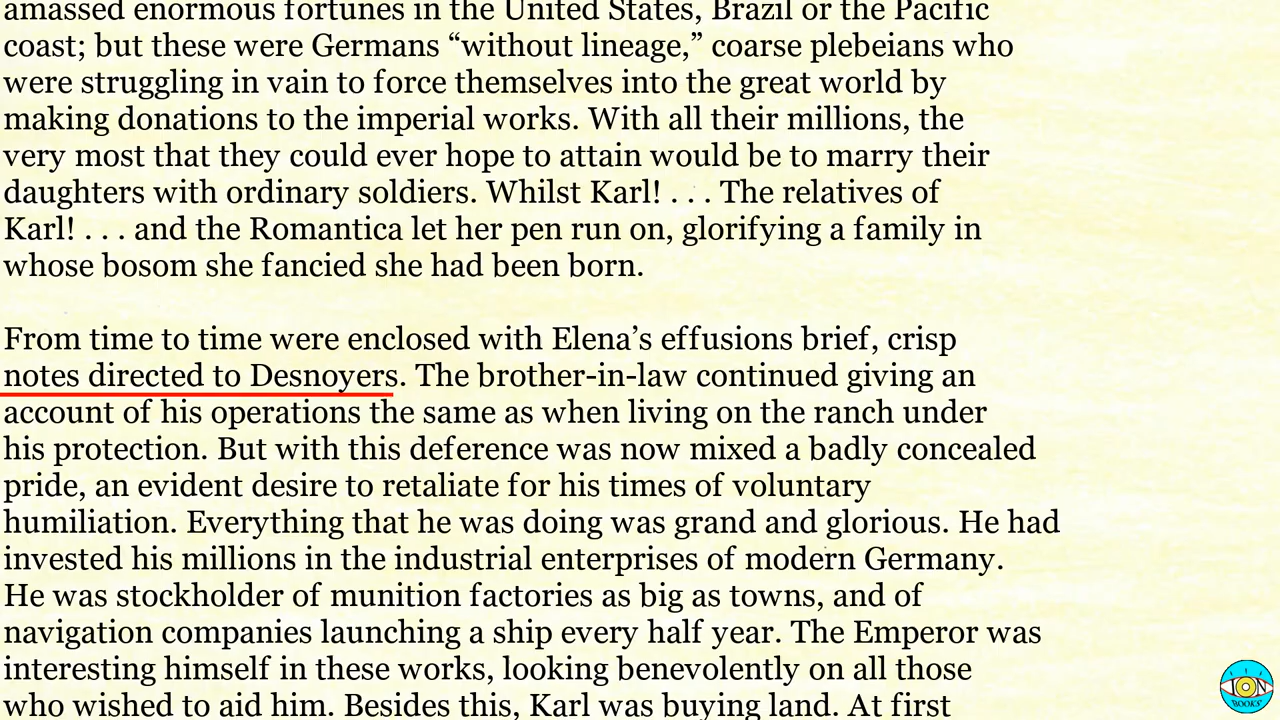 amassed enormous fortunes in the United States, Brazil or the Pacific
coast; but these were Germans “without lineage,” coarse plebeians who
were struggling in vain to force themselves into the great world by
making donations to the imperial works. With all their millions, the
very most that they could ever hope to attain would be to marry their
daughters with ordinary soldiers. Whilst Karl! . . . The relatives of
Karl! . . . and the Romantica let her pen run on, glorifying a family in
whose bosom she fancied she had been born.
From time to time were enclosed with Elena’s effusions brief, crisp
notes directed to Desnoyers. The brother-in-law continued giving an
account of his operations the same as when living on the ranch under
his protection. But with this deference was now mixed a badly concealed
pride, an evident desire to retaliate for his times of voluntary
humiliation. Everything that he was doing was grand and glorious. He had
invested his millions in the industrial enterprises of modern Germany.
He was stockholder of munition factories as big as towns, and of
navigation companies launching a ship every half year. The Emperor was
interesting himself in these works, looking benevolently on all those
who wished to aid him. Besides this, Karl was buying land. At first
ION
BOOKS